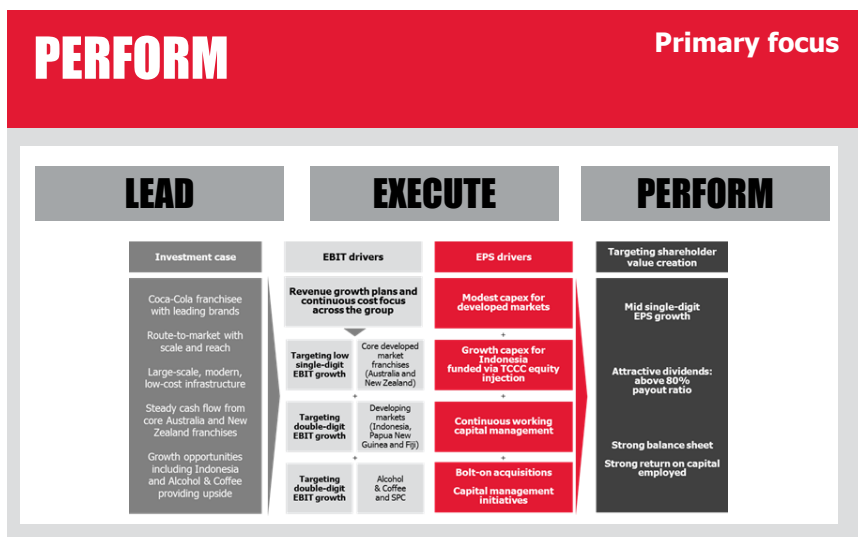 PERFORM
Primary focus
LEAD
EXECUTE
PERFORM
Investment case
Coca-Cola franchisee
with leading brands
Route-to-market with
scale and reach
Large-scale, modern,
low-cost infrastructure
Steady cash flow from
core Australia and New
Zealand franchises
Growth opportunities
including Indonesia
and Alcohol & Coffee
providing upside
EBIT drivers
Revenue growth plans and
continuous cost focus
across the group
Targeting low
single-digit
EBIT growth
Core developed
market
franchises
(Australia and
New Zealand)
+
Targeting
double-digit
EBIT growth
Developing
markets
(Indonesia,
Papua New
Guinea and Fiji)
+
Targeting
double-digit
EBIT growth
Alcohol
& Coffee
and SPC
EPS drivers
Modest capex for
developed markets
+
Growth capex for
Indonesia
funded via TCCC equity
injection
+
Continuous working
capital management
+
Bolt-on acquisitions
Capital management
initiatives
Targeting shareholder
value creation
Mid single-digit
EPS growth
Attractive dividends:
above 80%
payout ratio
Strong balance sheet
Strong return on capital
employed